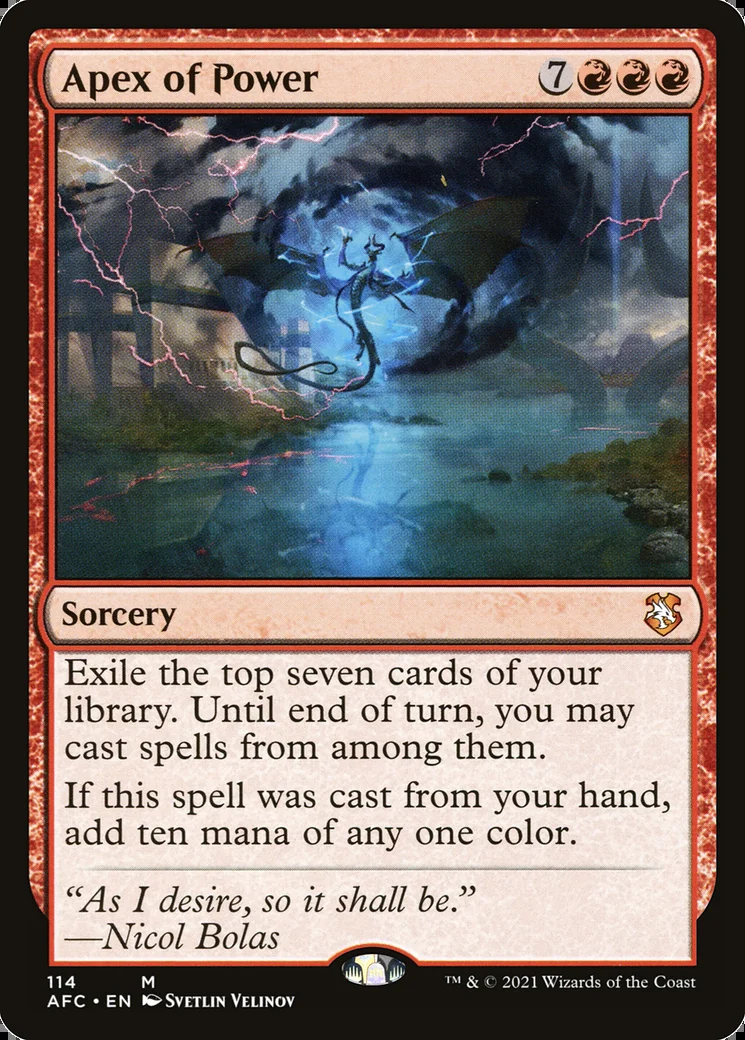 Apex of Power 7
Sorcery
Exile the top seven cards of your
library. Until end of turn, you may
cast spells from among them.
If this spell was cast from your hand,
add ten mana of any one color.
“As I desire, so it shall be.”
—Nicol Bolas
114 M
AFC • EN Svetlin Velinov
™ & © 2021 Wizards of the Coast